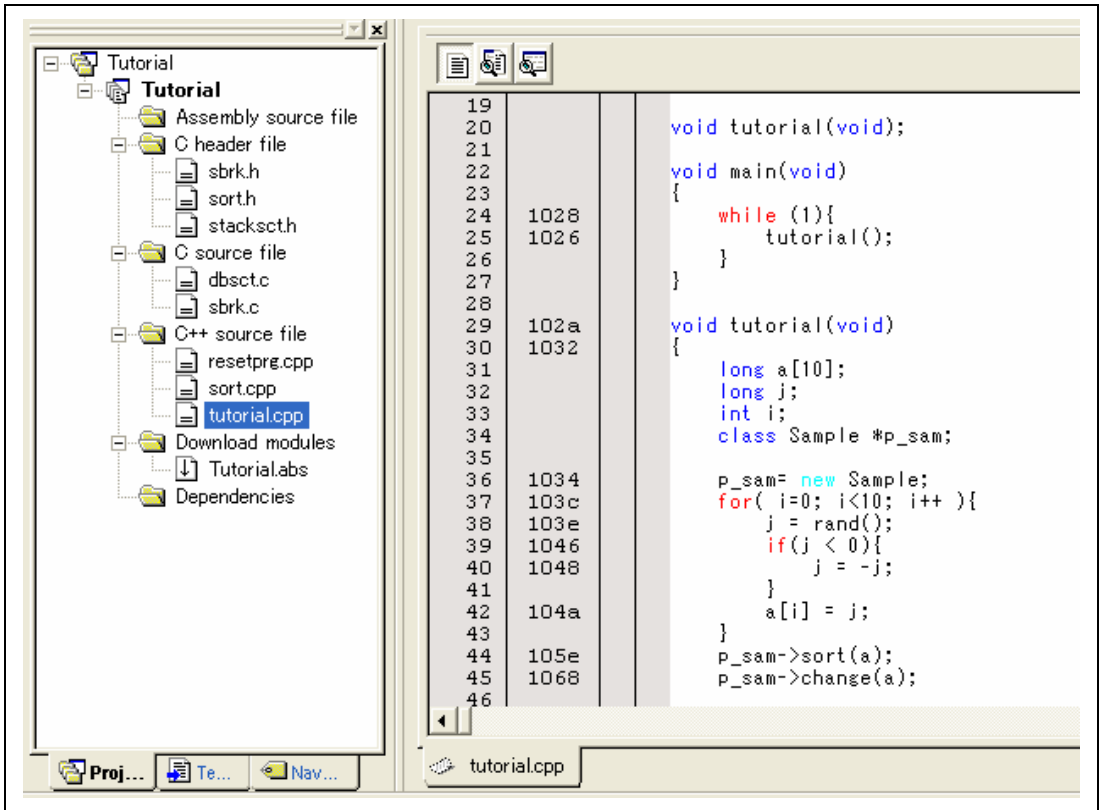 Tutorial
Tutorial
Assembly source file
C header file
sbrk.h
sort.h
stacksct.h
C source file
dbsct.c
sbrk.c
C++ source file
resetprg.cpp
sort.cpp
tutorial.cpp
Download modules
Tutorial.abs
Dependencies
Proj...
Te...
Nav...
19
20 void tutorial(void);
21
22 void main(void)
23 {
24 1028 while (1){
25 1026 tutorial();
26 }
27 }
28
29 102a void tutorial(void)
30 1032 {
31 long a[10];
32 long j;
33 int i;
34 class Sample *p_sam;
35
36 1034 p_sam= new Sample;
37 103c for( i=0; i<10; i++ ){
38 103e j = rand();
39 1046 if(j < 0){
40 1048 j = -j;
41 }
42 104a a[i] = j;
43 }
44 105e p_sam->sort(a);
45 1068 p_sam->change(a);
46
tutorial.cpp